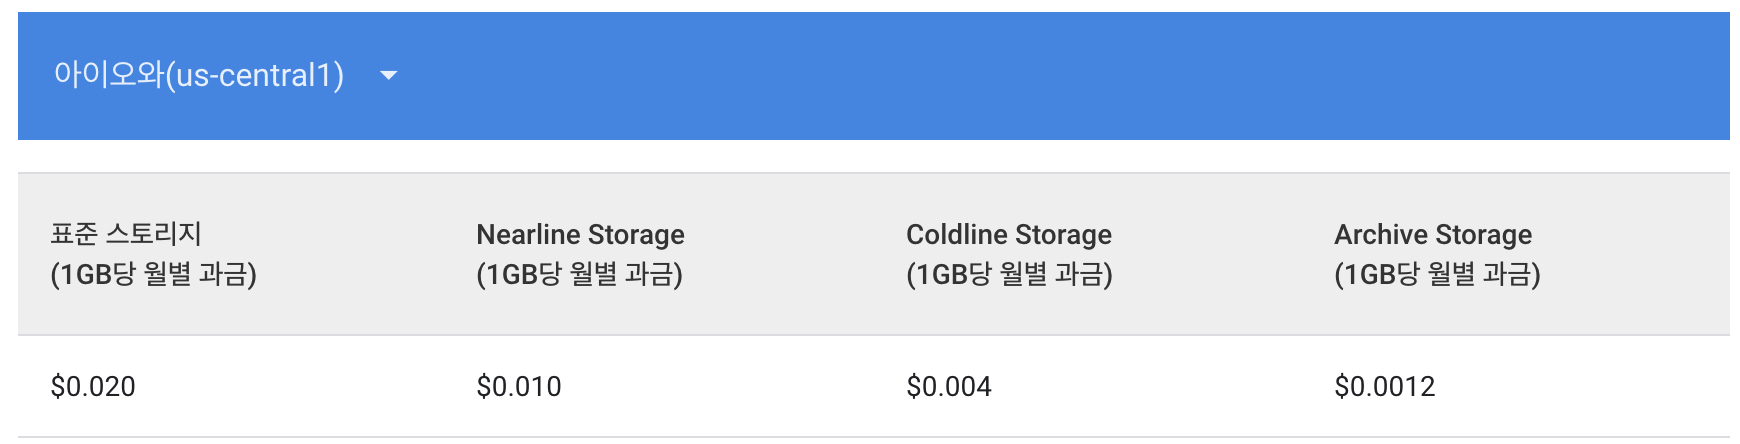 아이오와(us-central1)
표준 스토리지
(1GB당 월별 과금)
Nearline Storage
(1GB당 월별 과금)
Coldline Storage
(1GB당 월별 과금)
Archive Storage
(1GB당 월별 과금)
$0.020
$0.010
$0.004
$0.0012